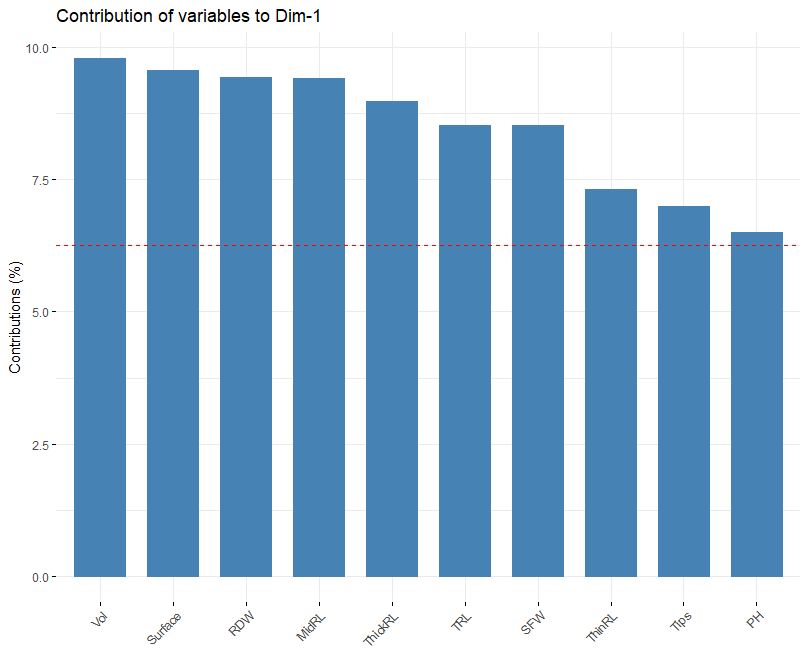 Contribution of variables to Dim-1
Contributions (%)
10.0
7.5
5.0
2.5
0.0
Vol
Surface
RDW
MidRL
ThickRL
TRL
SFW
ThinRL
Tips
PH